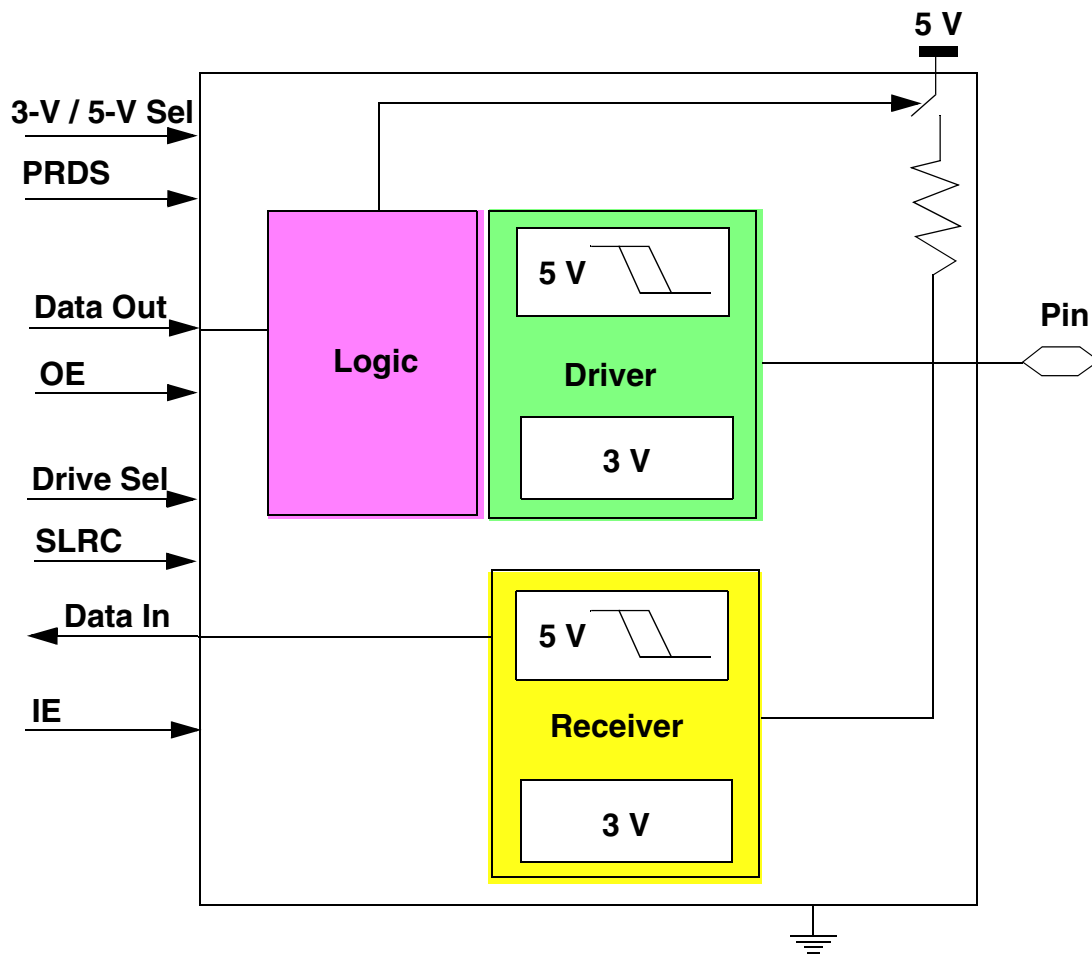 5 V
3-V / 5-V Sel
PRDS
Data Out
OE
Drive Sel
SLRC
Data In
IE
Logic
5 V
Driver
3 V
5 V
Receiver
3 V
Pin